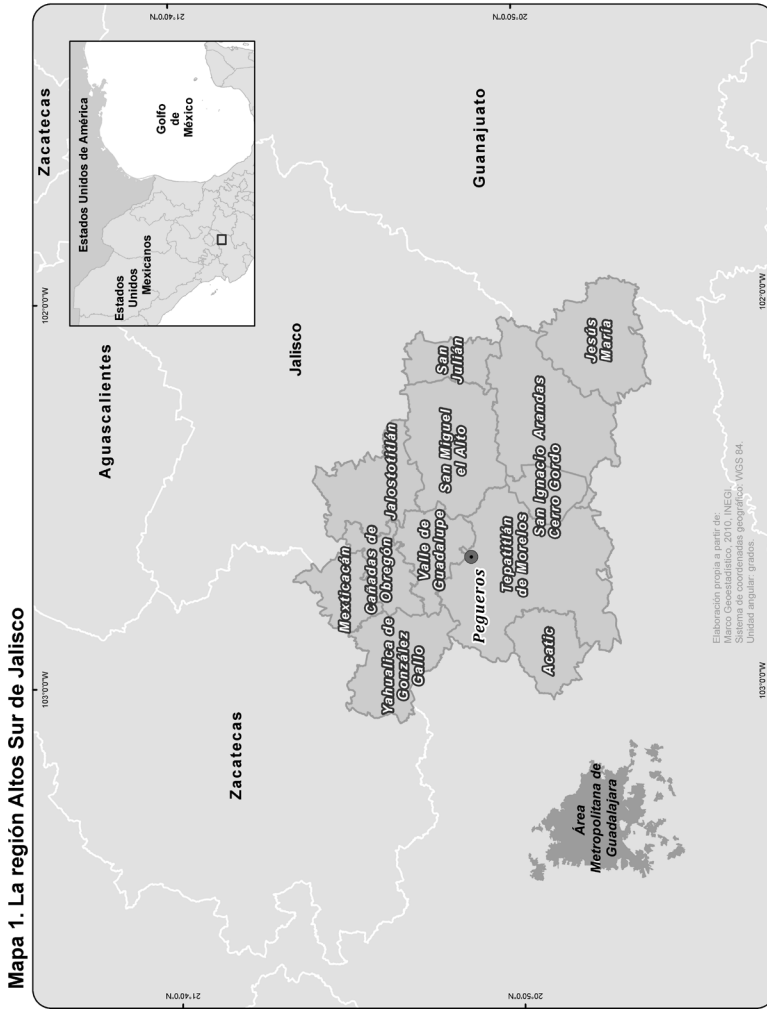 Mapa 1. La región Altos Sur de Jalisco
103°0'0"W
102°0'0"W
21°40'0"N
21°40'0"N
20°50'0"N
20°50'0"N
103°0'0"W
102°0'0"W
Zacatecas
Aguascalientes
Zacatecas
Jalisco
Guanajuato
Estados Unidos de América
Estados
Unidos
Mexicanos
Golfo
de
México
Mexticacán
Cañadas de
Obregón
Jalostotitlán
Yahualica de
González
Gallo
Valle de
Guadalupe
San Miguel
el Alto
San
Julián
Pegueros
Tepatitlán
de Morelos
San Ignacio
Cerro Gordo
Arandas
Acatic
Jesús
María
Área
Metropolitana de
Guadalajara
Elaboración propia a partir de:
Marco Geoestadístico, 2010, INEGI.
Sistema de coordenadas geográfico: WGS 84.
Unidad angular: grados.